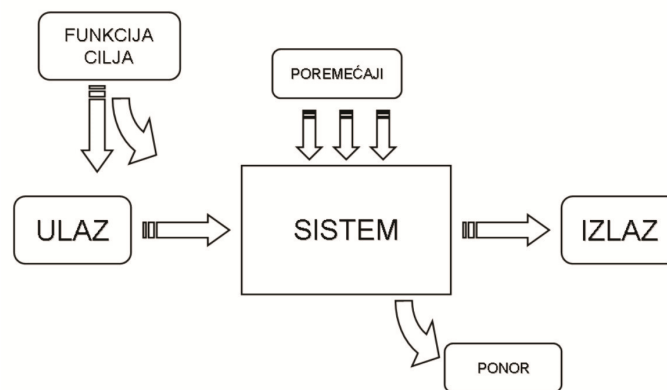 FUNKCIJA
CILJA
POREMEĆAJI
ULAZ
SISTEM
IZLAZ
PONOR